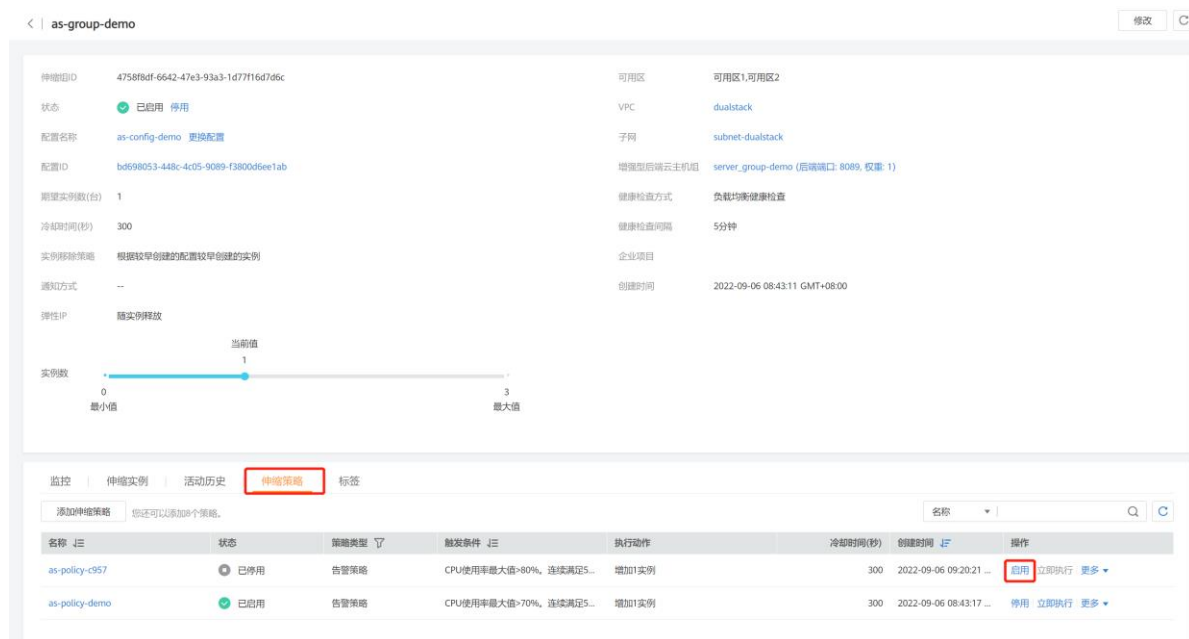 < | as-group-demo 修改
伸缩组ID 4758f8df-6642-47e3-93a3-1d77f16d7d6c 可用区 可用区1,可用区2
状态 已启用 停用 VPC dualstack
配置名称 as-config-demo 更换配置 子网 subnet-dualstack
配置ID bd698053-448c-4c05-9089-f3800d6ee1ab 增强型后端云主机组 server_group-demo (后端端口: 8089, 权重: 1)
期望实例数(台) 1 健康检查方式 负载均衡健康检查
冷却时间(秒) 300 健康检查间隔 5分钟
实例移除策略 根据较早创建的配置较早创建的实例 企业项目
通知方式 -- 创建时间 2022-09-06 08:43:11 GMT+08:00
弹性IP 随实例释放
当前值
1
实例数
0 3
最小值 最大值
监控 伸缩实例 活动历史 伸缩策略 标签
添加伸缩策略 您还可以添加8个策略。 名称
名称 状态 策略类型 触发条件 执行动作 冷却时间(秒) 创建时间 操作
as-policy-c957 已停用 告警策略 CPU使用率最大值>80%，连续满足5... 增加1实例 300 2022-09-06 09:20:21 ... 启用 立即执行 更多
as-policy-demo 已启用 告警策略 CPU使用率最大值>70%，连续满足5... 增加1实例 300 2022-09-06 08:43:17 ... 停用 立即执行 更多